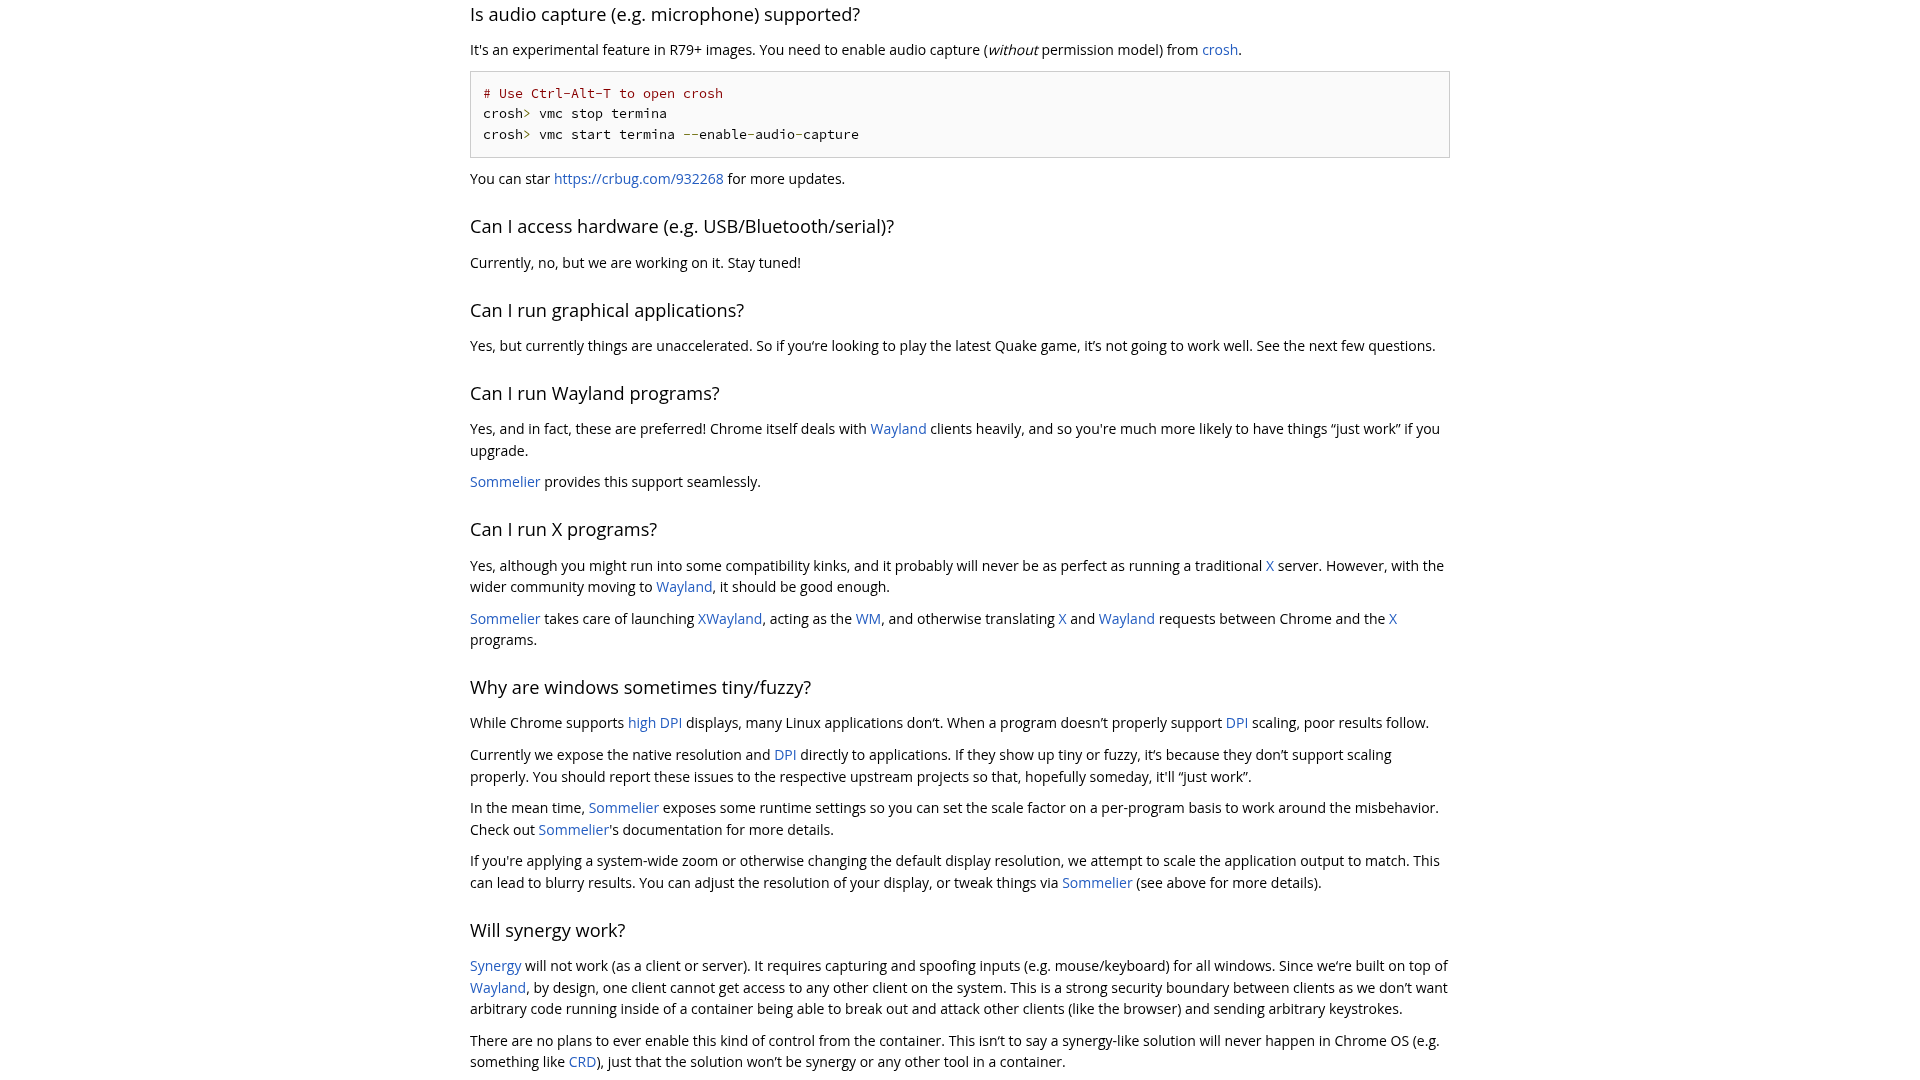 Is audio capture (e.g. microphone) supported?
It's an experimental feature in R79+ images. You need to enable audio capture (without permission model) from crosh.
# Use Ctrl-Alt-T to open crosh
crosh> vmc stop termina
crosh> vmc start termina --enable-audio-capture
You can star https://crbug.com/932268 for more updates.
Can I access hardware (e.g. USB/Bluetooth/serial)?
Currently, no, but we are working on it. Stay tuned!
Can I run graphical applications?
Yes, but currently things are unaccelerated. So if you‘re looking to play the latest Quake game, it’s not going to work well. See the next few questions.
Can I run Wayland programs?
Yes, and in fact, these are preferred! Chrome itself deals with Wayland clients heavily, and so you're much more likely to have things “just work” if you
upgrade.
Sommelier provides this support seamlessly.
Can I run X programs?
Yes, although you might run into some compatibility kinks, and it probably will never be as perfect as running a traditional X server. However, with the
wider community moving to Wayland, it should be good enough.
Sommelier takes care of launching XWayland, acting as the WM, and otherwise translating X and Wayland requests between Chrome and the X
programs.
Why are windows sometimes tiny/fuzzy?
While Chrome supports high DPI displays, many Linux applications don‘t. When a program doesn’t properly support DPI scaling, poor results follow.
Currently we expose the native resolution and DPI directly to applications. If they show up tiny or fuzzy, it‘s because they don’t support scaling
properly. You should report these issues to the respective upstream projects so that, hopefully someday, it'll “just work”.
In the mean time, Sommelier exposes some runtime settings so you can set the scale factor on a per-program basis to work around the misbehavior.
Check out Sommelier's documentation for more details.
If you're applying a system-wide zoom or otherwise changing the default display resolution, we attempt to scale the application output to match. This
can lead to blurry results. You can adjust the resolution of your display, or tweak things via Sommelier (see above for more details).
Will synergy work?
Synergy will not work (as a client or server). It requires capturing and spoofing inputs (e.g. mouse/keyboard) for all windows. Since we‘re built on top of
Wayland, by design, one client cannot get access to any other client on the system. This is a strong security boundary between clients as we don’t want
arbitrary code running inside of a container being able to break out and attack other clients (like the browser) and sending arbitrary keystrokes.
There are no plans to ever enable this kind of control from the container. This isn‘t to say a synergy-like solution will never happen in Chrome OS (e.g.
something like CRD), just that the solution won’t be synergy or any other tool in a container.